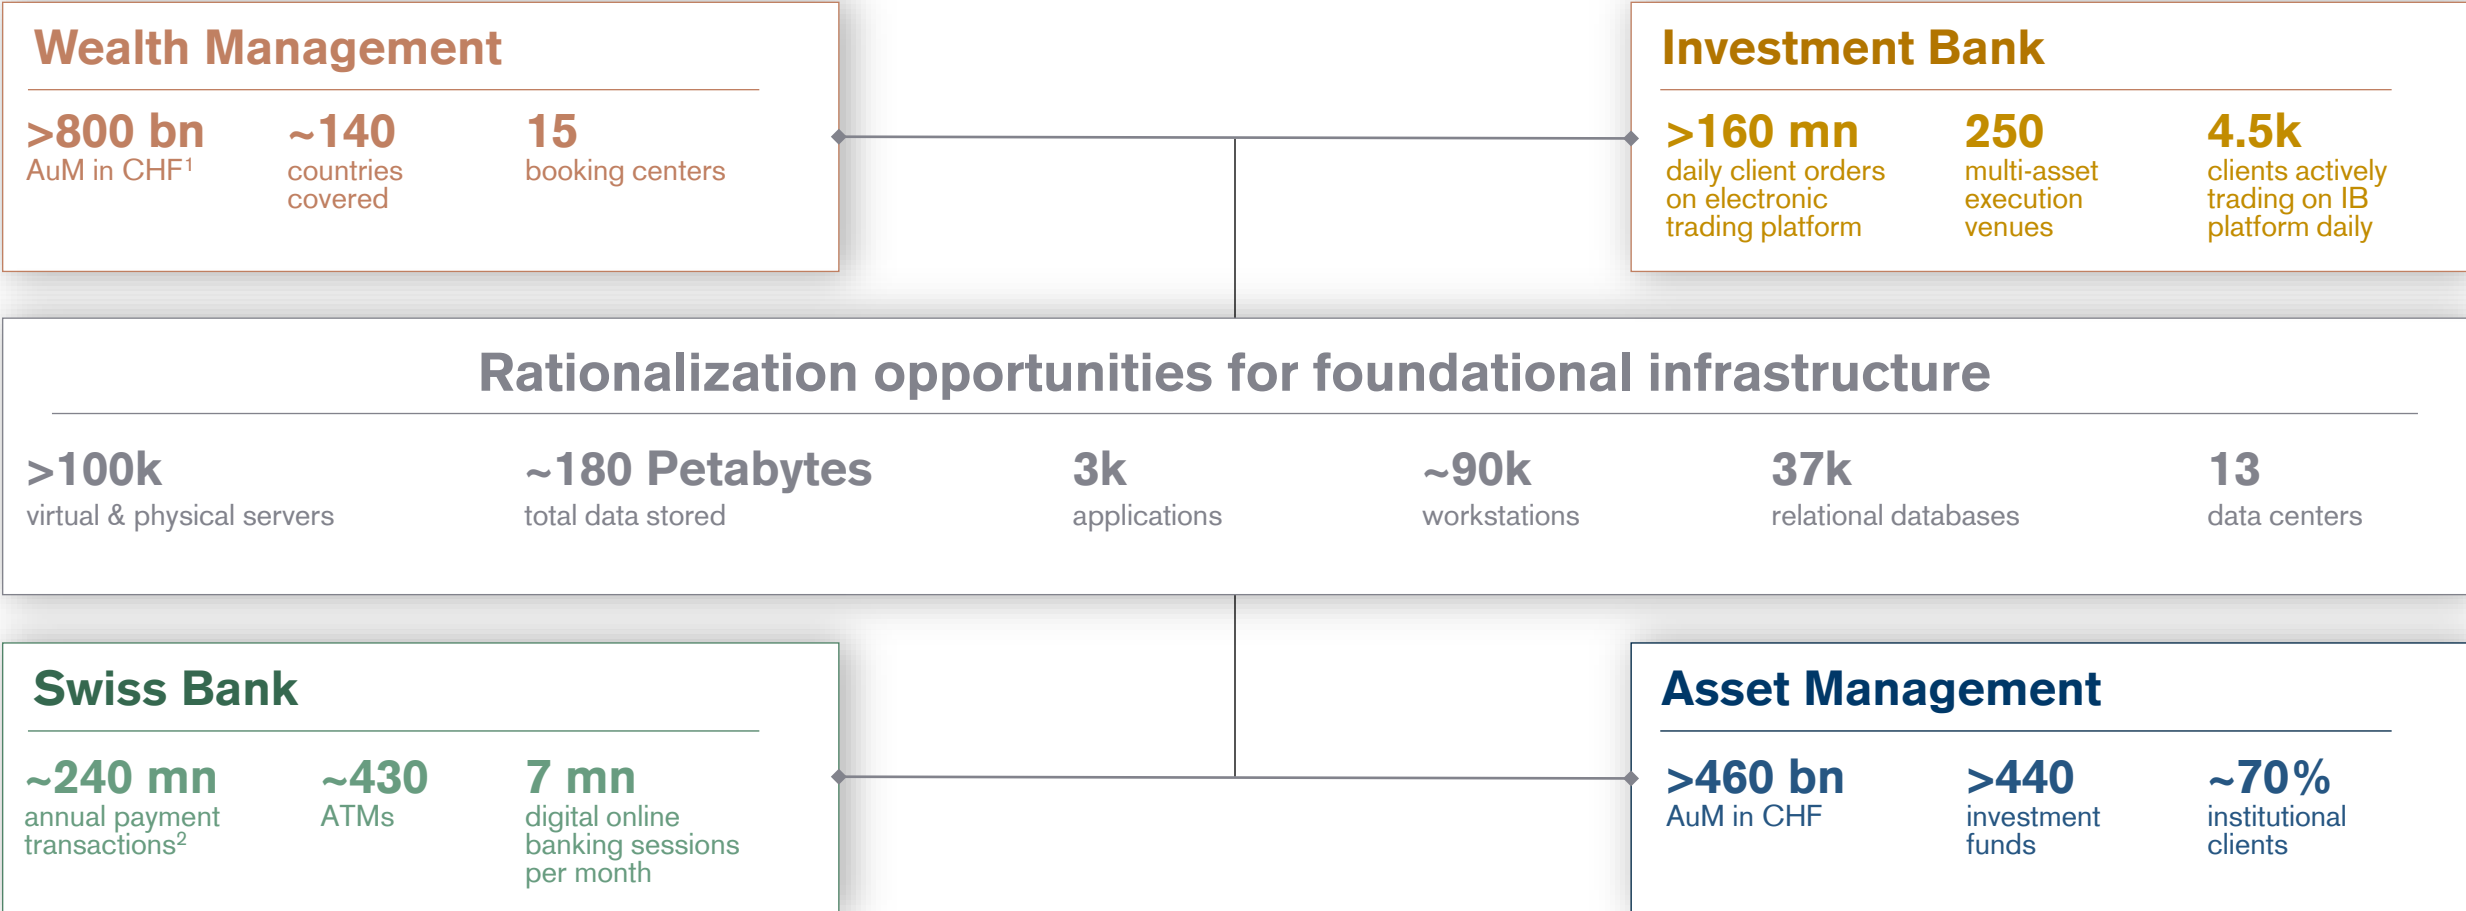 Wealth Management
>800 bn
AuM in CHF¹
~140
countries
covered
15
booking centers
Investment Bank
>160 mn
daily client orders
on electronic
trading platform
250
multi-asset
execution
venues
4.5k
clients actively
trading on IB
platform daily
Rationalization opportunities for foundational infrastructure
>100k
virtual & physical servers
~180 Petabytes
total data stored
3k
applications
~90k
workstations
37k
relational databases
13
data centers
Swiss Bank
~240 mn
annual payment
transactions²
~430
ATMs
7 mn
digital online
banking sessions
per month
Asset Management
>460 bn
AuM in CHF
>440
investment
funds
~70%
institutional
clients